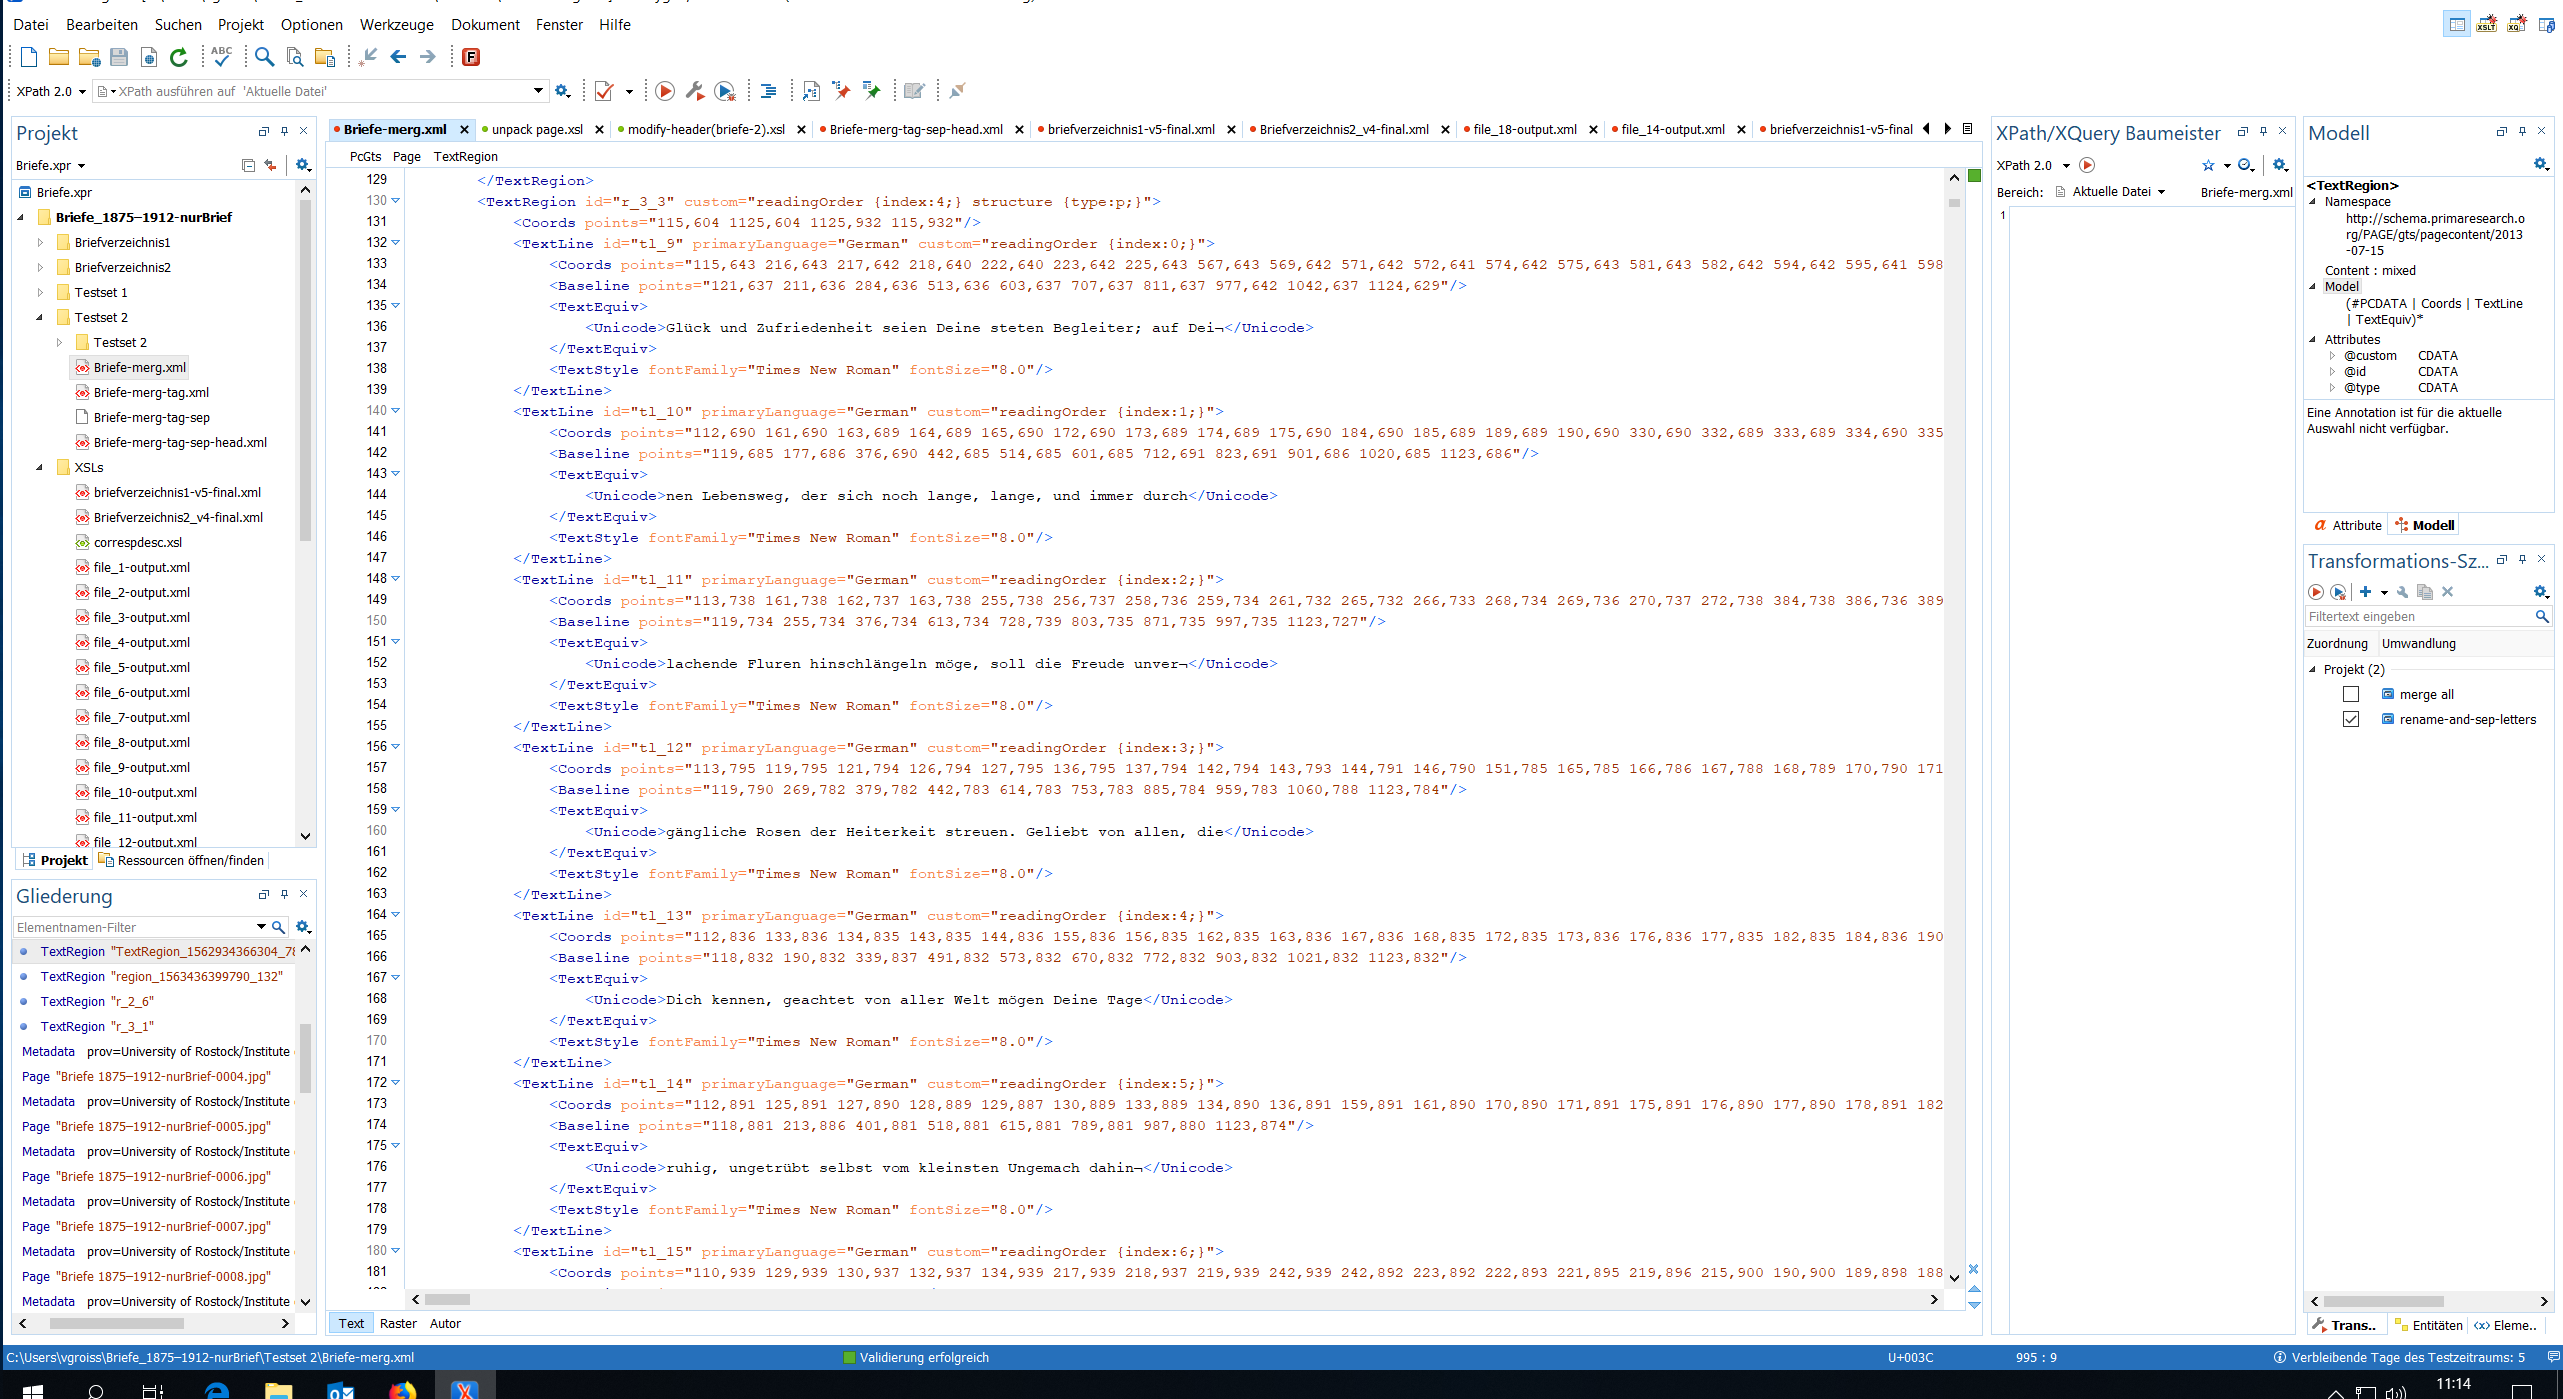 Datei Bearbeiten Suchen Projekt Optionen Werkzeuge Dokument Fenster Hilfe
XPath 2.0 XPath ausführen auf 'Aktuelle Datei'
Projekt
Briefe.xpr
Briefe.xpr
Briefe_1875–1912-nurBrief
Briefverzeichnis1
Briefverzeichnis2
Testset 1
Testset 2
Testset 2
Briefe-merg.xml
Briefe-merg-tag.xml
Briefe-merg-tag-sep
Briefe-merg-tag-sep-head.xml
XSLs
briefverzeichnis1-v5-final.xml
Briefverzeichnis2_v4-final.xml
correspdesc.xsl
file_1-output.xml
file_2-output.xml
file_3-output.xml
file_4-output.xml
file_5-output.xml
file_6-output.xml
file_7-output.xml
file_8-output.xml
file_9-output.xml
file_10-output.xml
file_11-output.xml
file_12-output.xml
Projekt Ressourcen öffnen/finden
Gliederung
Elementnamen-Filter
TextRegion "TextRegion_1562934366304_78
TextRegion "region_1563436399790_132"
TextRegion "r_2_6"
TextRegion "r_3_1"
Metadata prov=University of Rostock/Institute
Page "Briefe 1875–1912-nurBrief-0004.jpg"
Metadata prov=University of Rostock/Institute
Page "Briefe 1875–1912-nurBrief-0005.jpg"
Metadata prov=University of Rostock/Institute
Page "Briefe 1875–1912-nurBrief-0006.jpg"
Metadata prov=University of Rostock/Institute
Page "Briefe 1875–1912-nurBrief-0007.jpg"
Metadata prov=University of Rostock/Institute
Page "Briefe 1875–1912-nurBrief-0008.jpg"
Metadata prov=University of Rostock/Institute
Briefe-merg.xml unpack page.xsl modify-header(briefe-2).xsl Briefe-merg-tag-sep-head.xml briefverzeichnis1-v5-final.xml Briefverzeichnis2_v4-final.xml file_18-output.xml file_14-output.xml briefverzeichnis1-v5-final
PcGts Page TextRegion
129 </TextRegion>
130 <TextRegion id="r_3_3" custom="readingOrder {index:4;} structure {type:p;}">
131 <Coords points="115,604 1125,604 1125,932 115,932"/>
132 <TextLine id="tl_9" primaryLanguage="German" custom="readingOrder {index:0;}">
133 <Coords points="115,643 216,643 217,642 218,640 222,640 223,642 225,643 567,643 569,642 571,642 572,641 574,642 575,643 581,643 582,642 594,642 595,641 598
134 <Baseline points="121,637 211,636 284,636 513,636 603,637 707,637 811,637 977,642 1042,637 1124,629"/>
135 <TextEquiv>
136 <Unicode>Glück und Zufriedenheit seien Deine steten Begleiter; auf Dei¬</Unicode>
137 </TextEquiv>
138 <TextStyle fontFamily="Times New Roman" fontSize="8.0"/>
139 </TextLine>
140 <TextLine id="tl_10" primaryLanguage="German" custom="readingOrder {index:1;}">
141 <Coords points="112,690 161,690 163,689 164,689 165,690 172,690 173,689 174,689 175,690 184,690 185,689 189,689 190,690 330,690 332,689 333,689 334,690 335
142 <Baseline points="119,685 177,686 376,690 442,685 514,685 601,685 712,691 823,691 901,686 1020,685 1123,686"/>
143 <TextEquiv>
144 <Unicode>nen Lebensweg, der sich noch lange, lange, und immer durch</Unicode>
145 </TextEquiv>
146 <TextStyle fontFamily="Times New Roman" fontSize="8.0"/>
147 </TextLine>
148 <TextLine id="tl_11" primaryLanguage="German" custom="readingOrder {index:2;}">
149 <Coords points="113,738 161,738 162,737 163,738 255,738 256,737 258,736 259,734 261,732 265,732 266,733 268,734 269,736 270,737 272,738 384,738 386,736 389
150 <Baseline points="119,734 255,734 376,734 613,734 728,739 803,735 871,735 997,735 1123,727"/>
151 <TextEquiv>
152 <Unicode>lachende Fluren hinschlängeln möge, soll die Freude unver¬</Unicode>
153 </TextEquiv>
154 <TextStyle fontFamily="Times New Roman" fontSize="8.0"/>
155 </TextLine>
156 <TextLine id="tl_12" primaryLanguage="German" custom="readingOrder {index:3;}">
157 <Coords points="113,795 119,795 121,794 126,794 127,795 136,795 137,794 142,794 143,793 144,791 146,790 151,785 165,785 166,786 167,788 168,789 170,790 171
158 <Baseline points="119,790 269,782 379,782 442,783 614,783 753,783 885,784 959,783 1060,788 1123,784"/>
159 <TextEquiv>
160 <Unicode>gängliche Rosen der Heiterkeit streuen. Geliebt von allen, die</Unicode>
161 </TextEquiv>
162 <TextStyle fontFamily="Times New Roman" fontSize="8.0"/>
163 </TextLine>
164 <TextLine id="tl_13" primaryLanguage="German" custom="readingOrder {index:4;}">
165 <Coords points="112,836 133,836 134,835 143,835 144,836 155,836 156,835 162,835 163,836 167,836 168,835 172,835 173,836 176,836 177,835 182,835 184,836 190
166 <Baseline points="118,832 190,832 339,837 491,832 573,832 670,832 772,832 903,832 1021,832 1123,832"/>
167 <TextEquiv>
168 <Unicode>Dich kennen, geachtet von aller Welt mögen Deine Tage</Unicode>
169 </TextEquiv>
170 <TextStyle fontFamily="Times New Roman" fontSize="8.0"/>
171 </TextLine>
172 <TextLine id="tl_14" primaryLanguage="German" custom="readingOrder {index:5;}">
173 <Coords points="112,891 125,891 127,890 128,889 129,887 130,889 133,889 134,890 136,891 159,891 161,890 170,890 171,891 175,891 176,890 177,890 178,891 182
174 <Baseline points="118,881 213,886 401,881 518,881 615,881 789,881 987,880 1123,874"/>
175 <TextEquiv>
176 <Unicode>ruhig, ungetrübt selbst vom kleinsten Ungemach dahin¬</Unicode>
177 </TextEquiv>
178 <TextStyle fontFamily="Times New Roman" fontSize="8.0"/>
179 </TextLine>
180 <TextLine id="tl_15" primaryLanguage="German" custom="readingOrder {index:6;}">
181 <Coords points="110,939 129,939 130,937 132,937 134,939 217,939 218,937 219,939 242,939 242,892 223,892 222,893 221,895 219,896 215,900 190,900 189,898 188
Text Raster Autor
XPath/XQuery Baumeister
XPath 2.0
Bereich: Aktuelle Datei Briefe-merg.xml
1
Modell
<TextRegion>
Namespace
http://schema.primaresearch.o
rg/PAGE/gts/pagecontent/2013
-07-15
Content : mixed
Model
(#PCDATA | Coords | TextLine
| TextEquiv)*
Attributes
@custom CDATA
@id CDATA
@type CDATA
Eine Annotation ist für die aktuelle
Auswahl nicht verfügbar.
Attribute Modell
Transformations-Sz...
Filtertext eingeben
Zuordnung Umwandlung
Projekt (2)
merge all
rename-and-sep-letters
Trans.. Entitäten Eleme..
C:\Users\vgroiss\Briefe_1875–1912-nurBrief\Testset 2\Briefe-merg.xml Validierung erfolgreich U+003C 995 : 9 Verbleibende Tage des Testzeitraums: 5
11:14